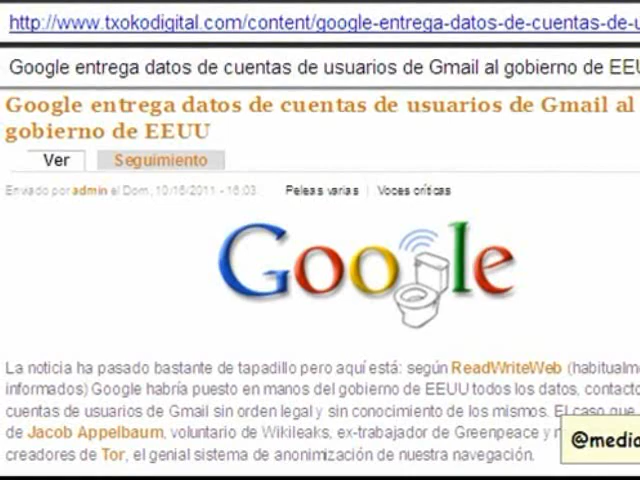 http://www.txokodigital.com/content/google-entrega-datos-de-cuentas-de-u
Google entrega datos de cuentas de usuarios de Gmail al gobierno de EEU
Google entrega datos de cuentas de usuarios de Gmail al
gobierno de EEUU
Ver Seguimiento
Enviado por admin el Dom, 10/16/2011 - 16:03. Peleas varias | Voces críticas
Google
La noticia ha pasado bastante de tapadillo pero aquí está: según ReadWriteWeb (habitualm
informados) Google habría puesto en manos del gobierno de EEUU todos los datos, contacto
cuentas de usuarios de Gmail sin orden legal y sin conocimiento de los mismos. El caso que
de Jacob Appelbaum, voluntario de Wikileaks, ex-trabajador de Greenpeace y
creadores de Tor, el genial sistema de anonimización de nuestra navegación.
@media